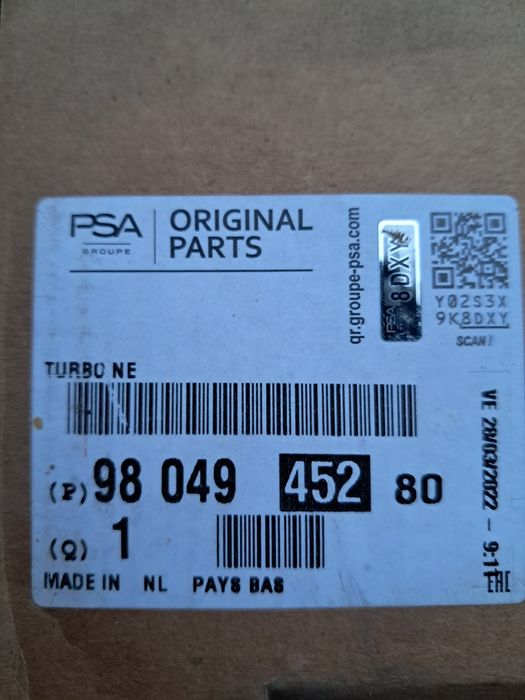 PSA
GROUPE
ORIGINAL
PARTS
qr.groupe-psa.com
PSA
8DXY
Y02S3X
9K8DXY
SCAN!
TURBO NE
(P) 98 049 452 80
(Q) 1
MADE IN NL PAYS BAS
VE 28/03/2022 - 9:11
EAC